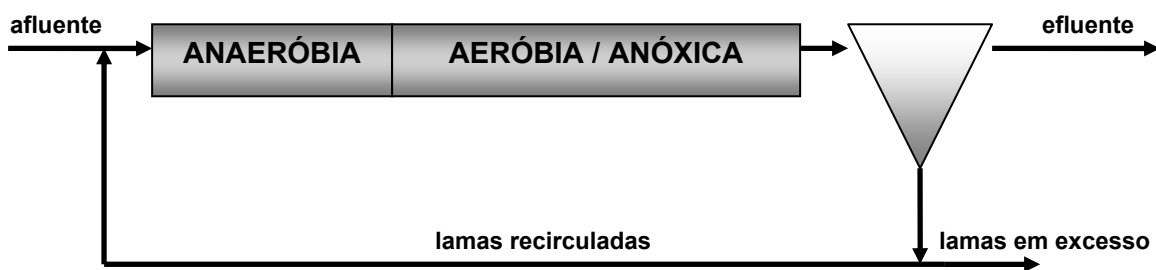 afluente
efluente
ANAERÓBIA
AERÓBIA / ANÓXICA
lamas recirculadas
lamas em excesso